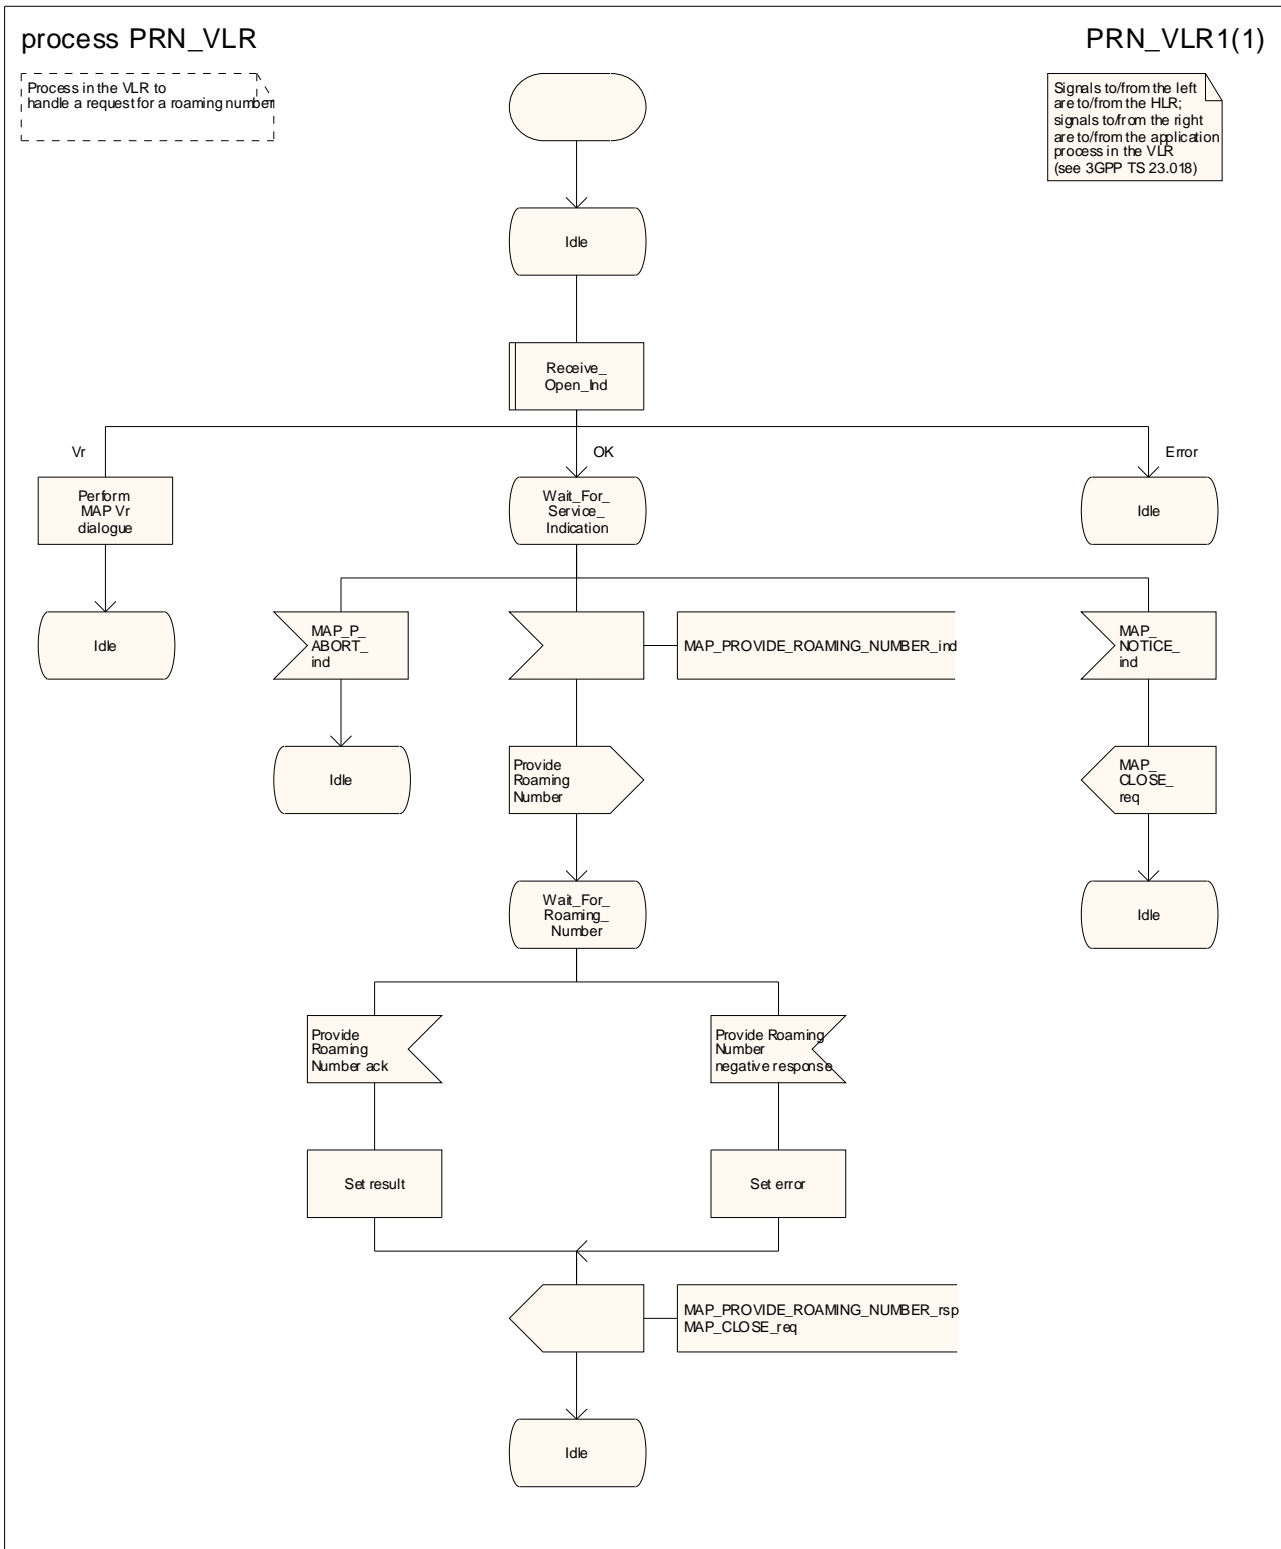 process PRN_VLR
PRN_VLR1(1)
Process in the VLR to
handle a request for a roaming number
Signals to/from the left
are to/from the HLR;
signals to/from the right
are to/from the application
process in the VLR
(see 3GPP TS 23.018)
Idle
Receive_
Open_Ind
Vr
OK
Error
Perform
MAP Vr
dialogue
Wait_For_
Service_
Indication
Idle
Idle
MAP_P_
ABORT_
ind
MAP_PROVIDE_ROAMING_NUMBER_ind
MAP_
NOTICE_
ind
Idle
Provide
Roaming
Number
MAP_
CLOSE_
req
Wait_For_
Roaming_
Number
Idle
Provide
Roaming
Number ack
Provide Roaming
Number
negative response
Set result
Set error
MAP_PROVIDE_ROAMING_NUMBER_rsp
MAP_CLOSE_req
Idle